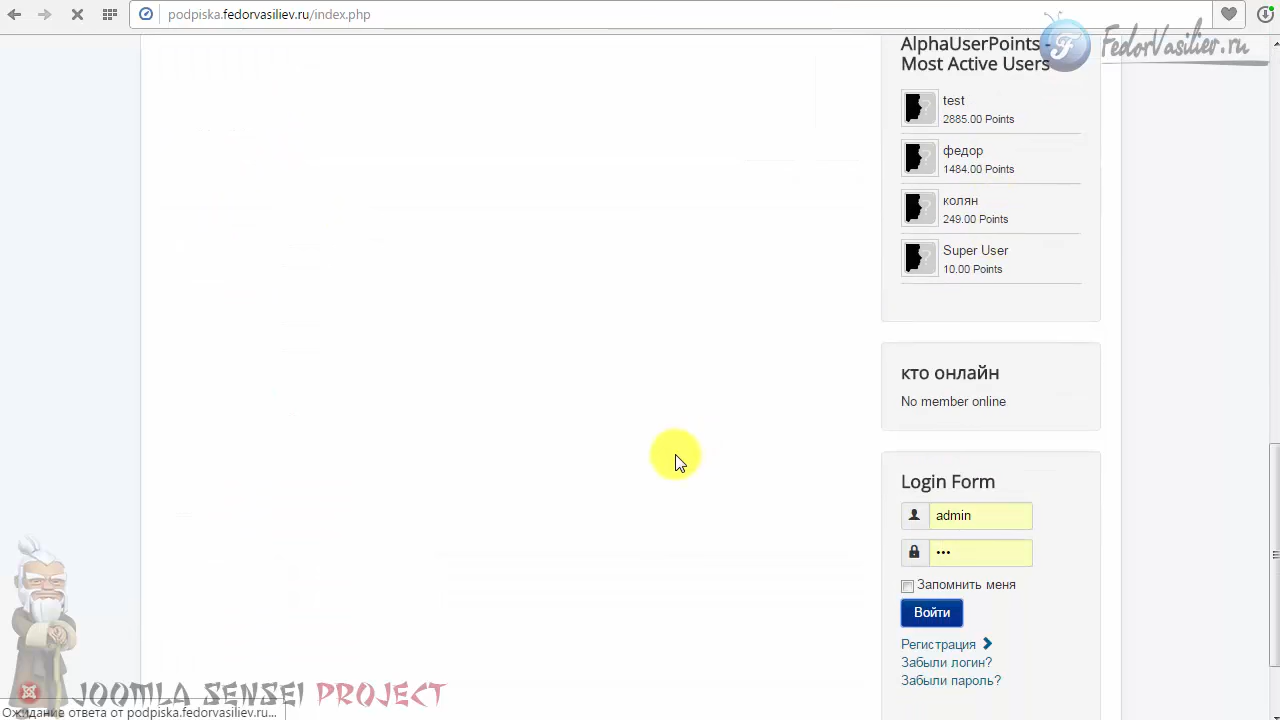 podpiska.fedorvasiliev.ru/index.php
FedorVasiliev.ru
AlphaUserPoints -
Most Active Users
test
2885.00 Points
федор
1484.00 Points
колян
249.00 Points
Super User
10.00 Points
кто онлайн
No member online
Login Form
admin
•••
Запомнить меня
Войти
Регистрация
Забыли логин?
Забыли пароль?
JOOMLA SENSEI PROJECT
Ожидание ответа от podpiska.fedorvasiliev.ru...